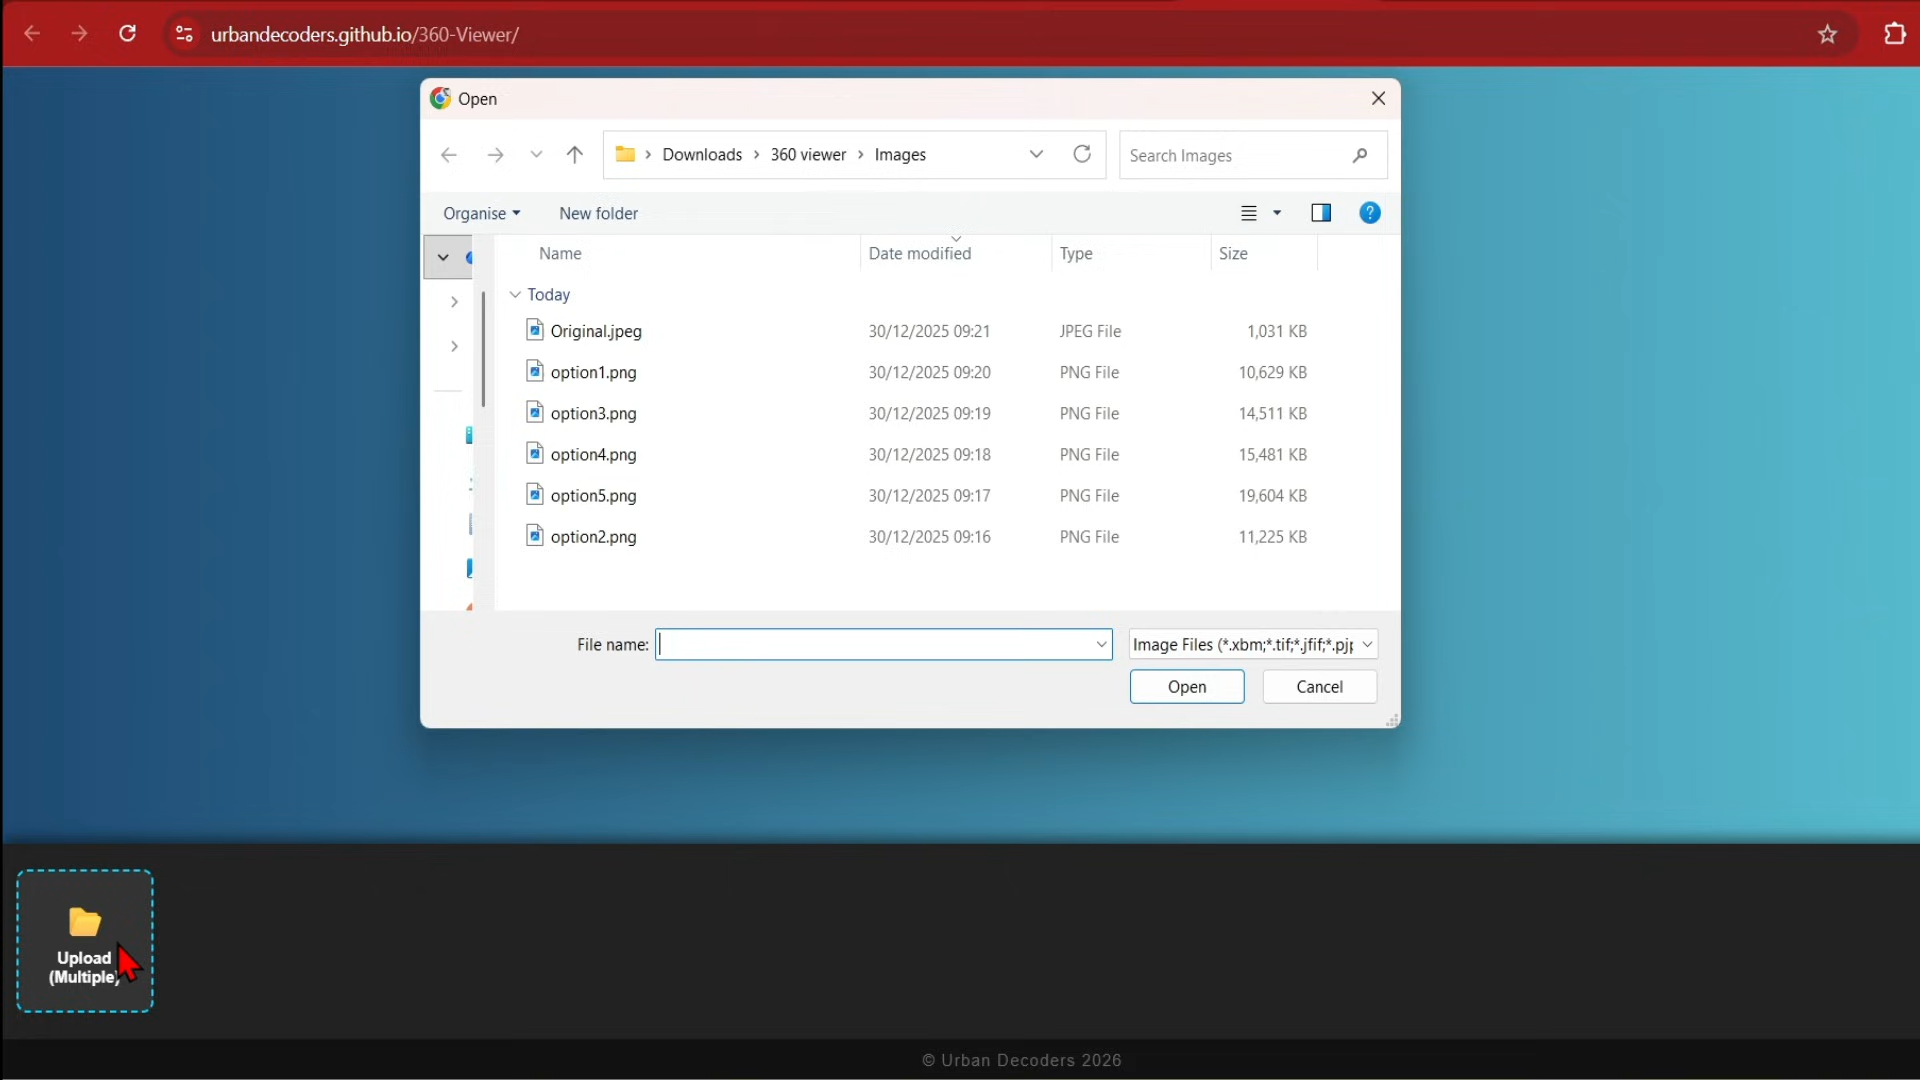 urbandecoders.github.io/360-Viewer/
Open
Downloads > 360 viewer > Images
Search Images
Organise
New folder
?
Name Date modified Type Size
Today
Original.jpeg 30/12/2025 09:21 JPEG File 1,031 KB
option1.png 30/12/2025 09:20 PNG File 10,629 KB
option3.png 30/12/2025 09:19 PNG File 14,511 KB
option4.png 30/12/2025 09:18 PNG File 15,481 KB
option5.png 30/12/2025 09:17 PNG File 19,604 KB
option2.png 30/12/2025 09:16 PNG File 11,225 KB
File name:
Image Files (*.xbm;*.tif;*.jfif;*.pjp
Open Cancel
Upload
(Multiple)
© Urban Decoders 2026